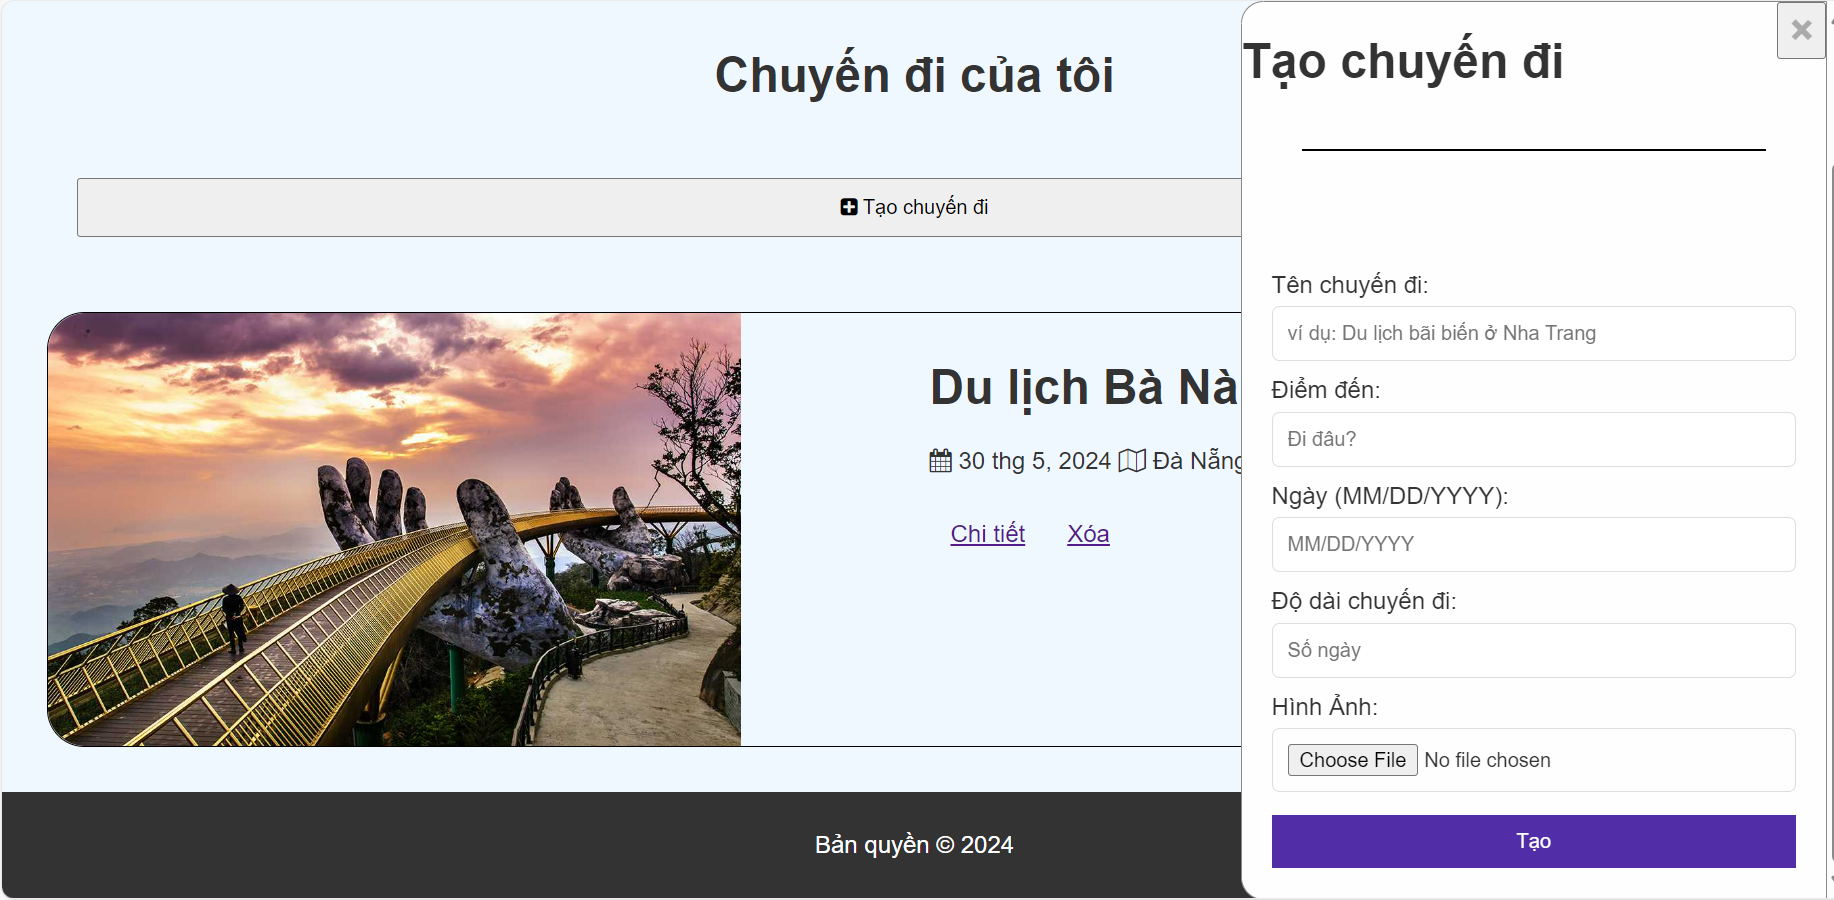 Chuyến đi của tôi
Tạo chuyến đi
Du lịch Bà Nà
30 thg 5, 2024 Đà Nẵng
Chi tiết Xóa
Bản quyền © 2024
Tạo chuyến đi
Tên chuyến đi:
ví dụ: Du lịch bãi biến ở Nha Trang
Điểm đến:
Đi đâu?
Ngày (MM/DD/YYYY):
MM/DD/YYYY
Độ dài chuyến đi:
Số ngày
Hình Ảnh:
Choose File No file chosen
Tạo